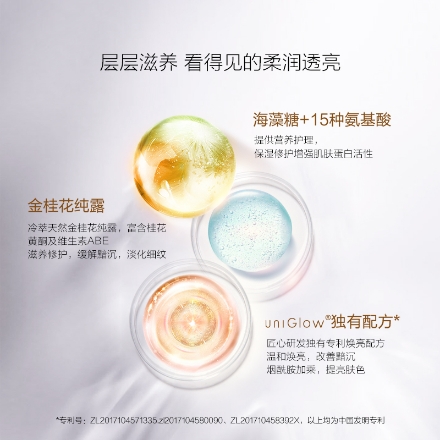 层层滋养 看得见的柔润透亮
海藻糖+15种氨基酸
提供营养护理，
保湿修护增强肌肤蛋白活性
金桂花纯露
冷萃天然金桂花纯露，富含桂花
黄酮及维生素ABE
滋养修护，缓解黯沉，淡化细纹
uniGlow®独有配方*
匠心研发独有专利焕亮配方
温和焕亮，改善黯沉
烟酰胺加乘，提亮肤色
*专利号：ZL2017104571335.zl2017104580090、ZL201710458392X，以上均为中国发明专利